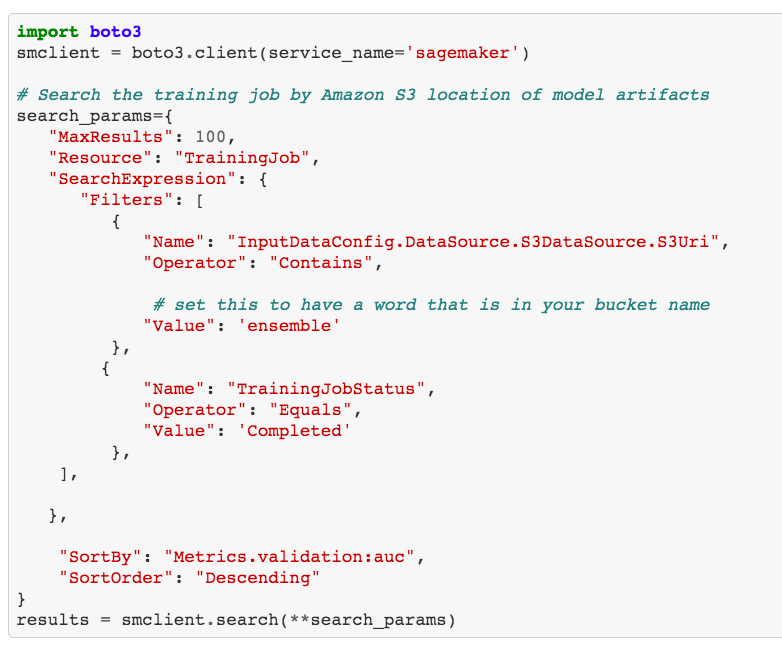 import boto3
smclient = boto3.client(service_name='sagemaker')
# Search the training job by Amazon S3 location of model artifacts
search_params={
"MaxResults": 100,
"Resource": "TrainingJob",
"SearchExpression": {
"Filters": [
{
"Name": "InputDataConfig.DataSource.S3DataSource.S3Uri",
"Operator": "Contains",
# set this to have a word that is in your bucket name
"Value": 'ensemble'
},
{
"Name": "TrainingJobStatus",
"Operator": "Equals",
"Value": 'Completed'
},
],
},
"SortBy": "Metrics.validation:auc",
"SortOrder": "Descending"
}
results = smclient.search(**search_params)